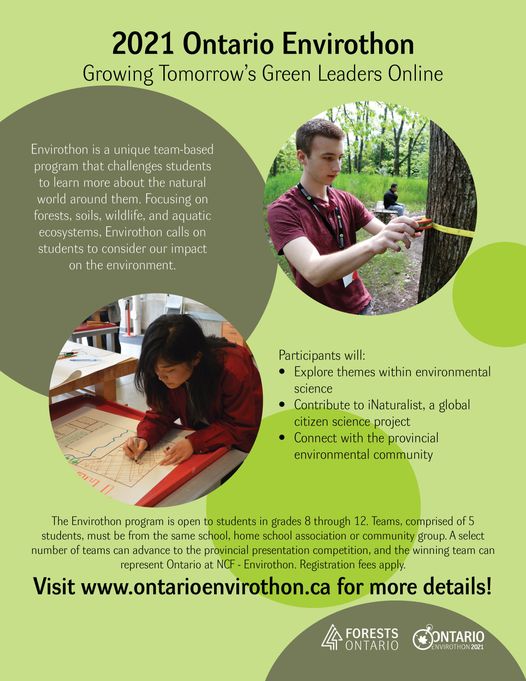 2021 Ontario Envirothon
Growing Tomorrow's Green Leaders Online
Envirothon is a unique team-based
program that challenges students
to learn more about the natural
world around them. Focusing on
forests, soils, wildlife, and aquatic
ecosystems, Envirothon calls on
students to consider our impact
on the environment.
Participants will:
• Explore themes within environmental
science
• Contribute to iNaturalist, a global
citizen science project
• Connect with the provincial
environmental community
The Envirothon program is open to students in grades 8 through 12. Teams, comprised of 5
students, must be from the same school, home school association or community group. A select
number of teams can advance to the provincial presentation competition, and the winning team can
represent Ontario at NCF - Envirothon. Registration fees apply.
Visit www.ontarioenvirothon.ca for more details!
FORESTS
ONTARIO
ONTARIO
ENVIROTHON 2021